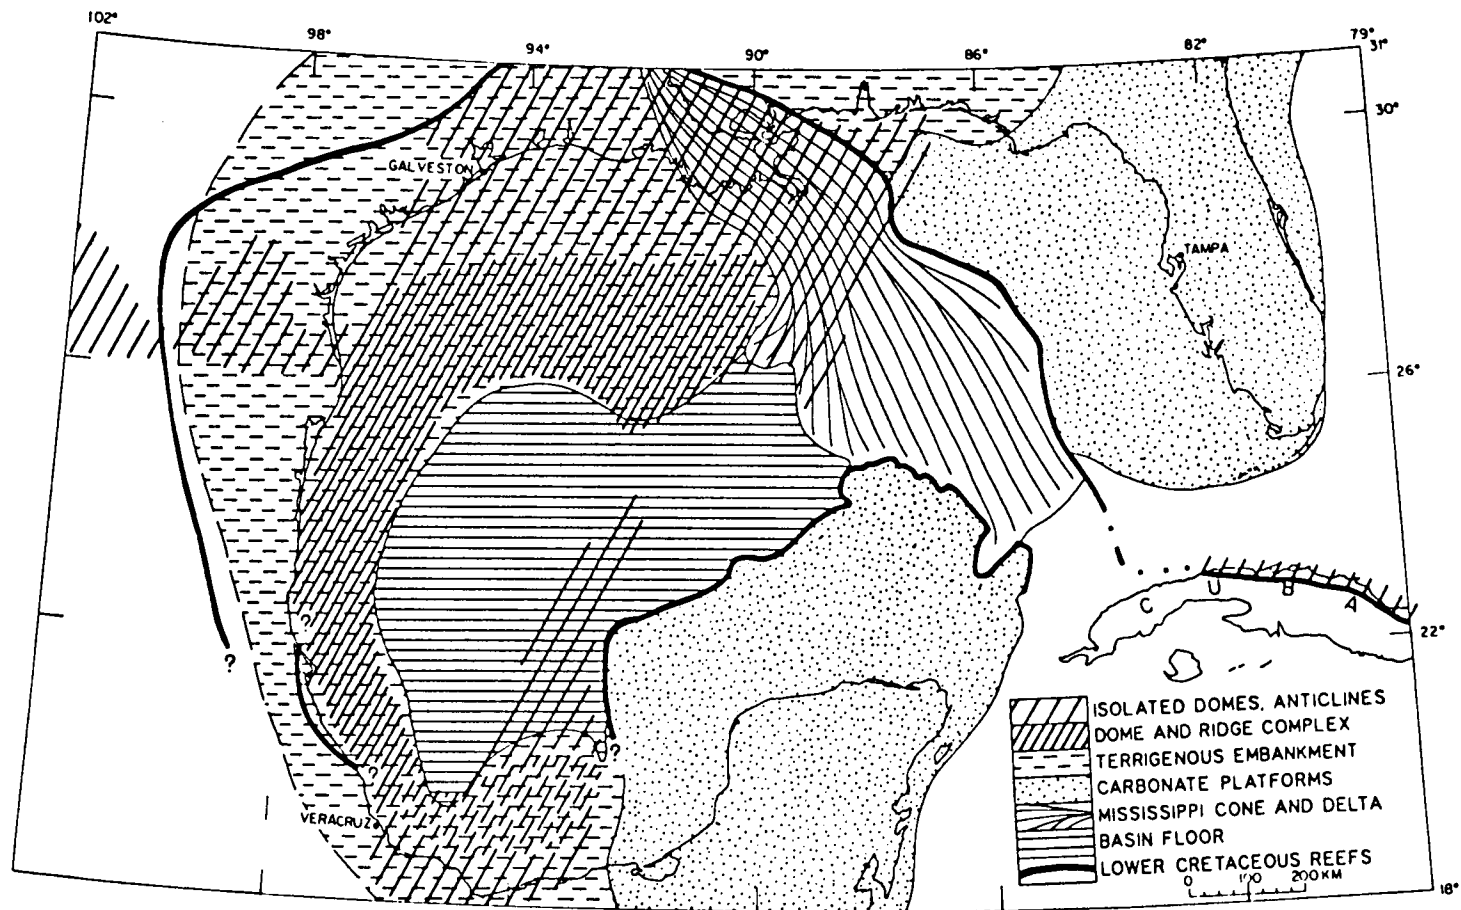 102°
98°
94°
90°
86°
82°
79°
31°
30°
GALVESTON
TAMPA
26°
C U B A
22°
?
?
?
?
VERACRUZ
ISOLATED DOMES, ANTICLINES
DOME AND RIDGE COMPLEX
TERRIGENOUS EMBANKMENT
CARBONATE PLATFORMS
MISSISSIPPI CONE AND DELTA
BASIN FLOOR
LOWER CRETACEOUS REEFS
0 100 200 KM
18°